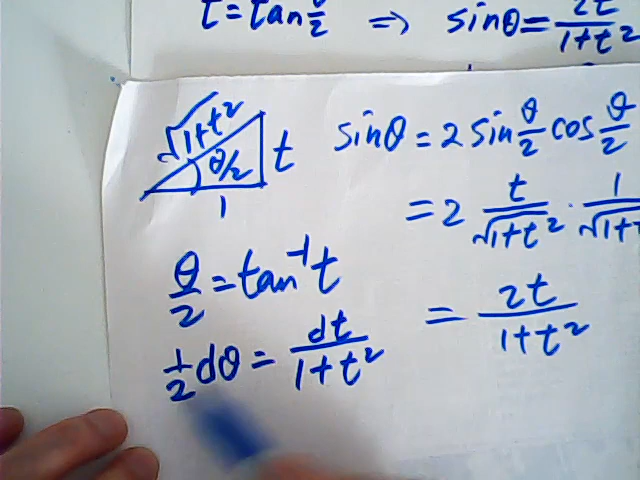 t = tan θ/2 ⇒ sinθ = 2t/1+t²
√1+t² θ/2 t
1
sinθ = 2 sin θ/2 cos θ/2
= 2 t/√1+t² · 1/√1+t
= 2t/1+t²
θ/2 = tan⁻¹ t
1/2 dθ = dt/1+t²